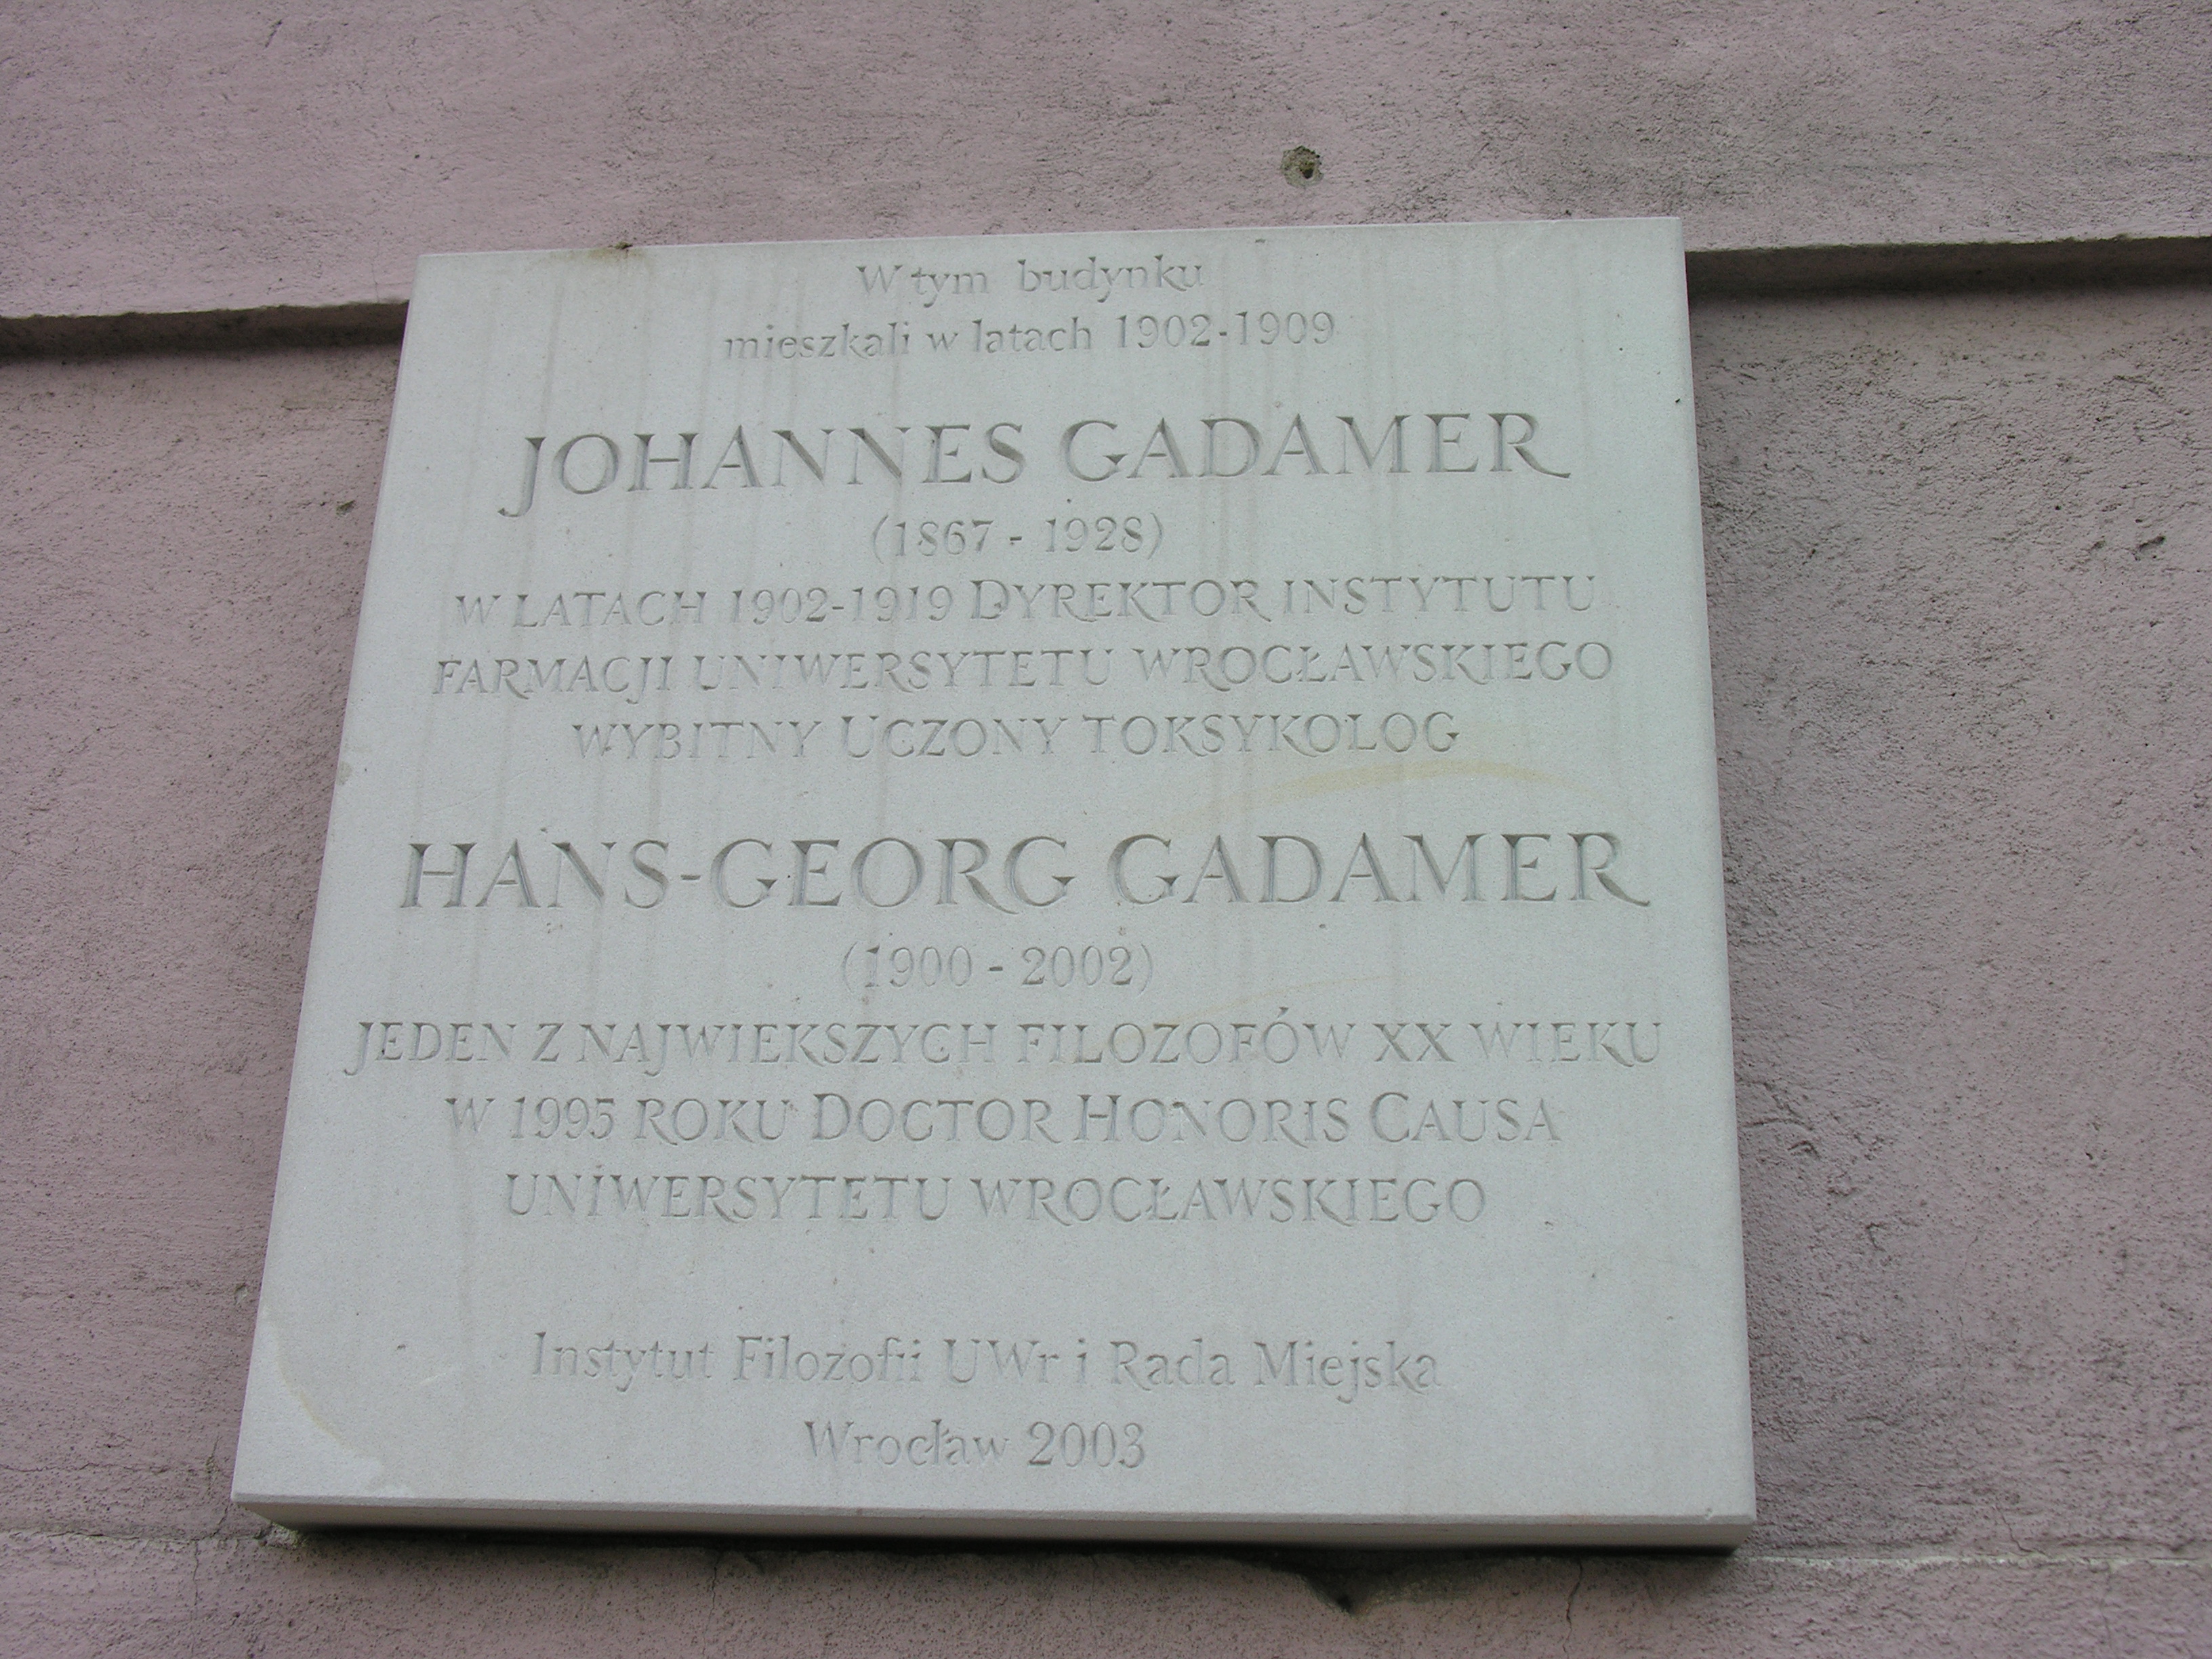 W tym budynku
mieszkali w latach 1902-1909
JOHANNES GADAMER
(1867 - 1928)
W LATACH 1902-1919 DYREKTOR INSTYTUTU
FARMACJI UNIWERSYTETU WROCŁAWSKIEGO
WYBITNY UCZONY TOKSYKOLOG
HANS-GEORG GADAMER
(1900 - 2002)
JEDEN Z NAJWIEKSZYCH FILOZOFÓW XX WIEKU
W 1995 ROKU DOCTOR HONORIS CAUSA
UNIWERSYTETU WROCŁAWSKIEGO
Instytut Filozofii UWr i Rada Miejska
Wrocław 2003